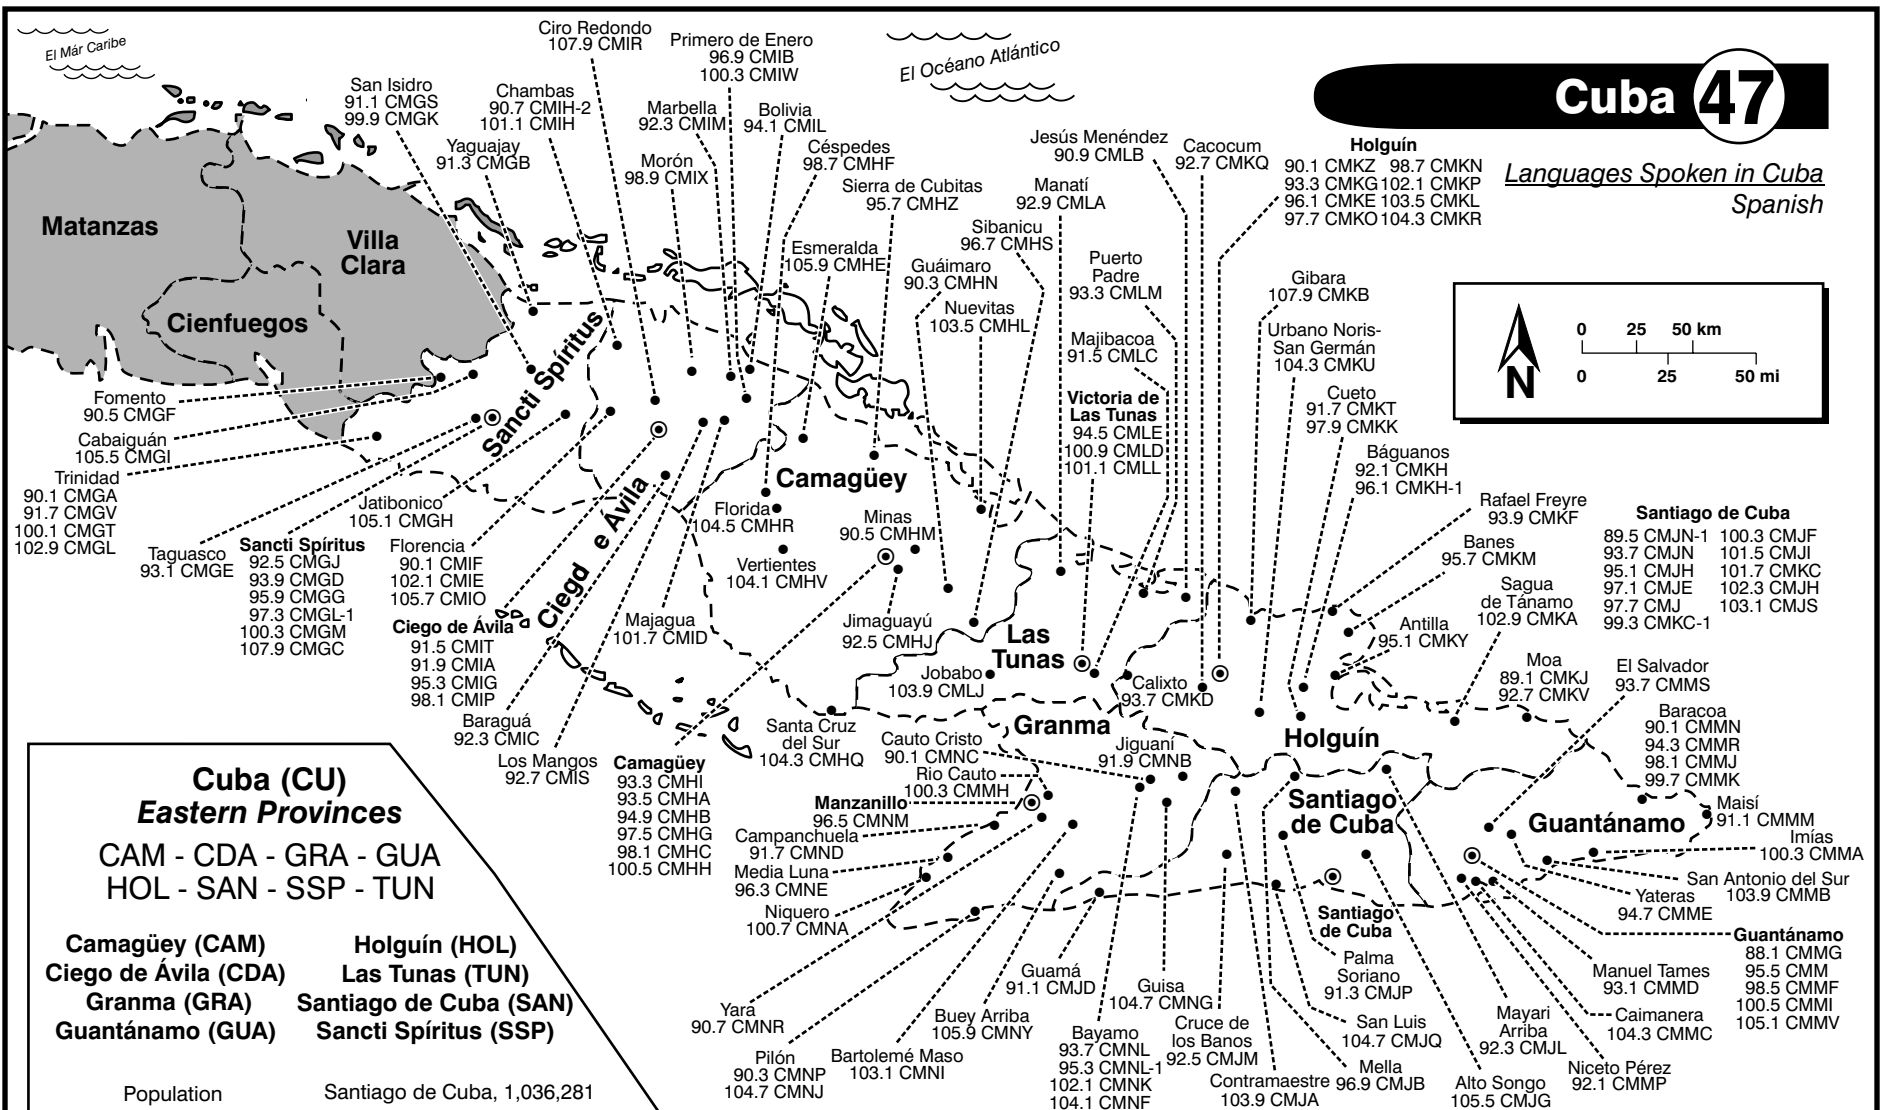 El Már Caribe
El Océano Atlántico
Cuba 47
Languages Spoken in Cuba
Spanish
Ciro Redondo
107.9 CMIR
Primero de Enero
96.9 CMIB
100.3 CMIW
San Isidro
91.1 CMGS
99.9 CMGK
Chambas
90.7 CMIH-2
101.1 CMIH
Marbella
92.3 CMIM
Bolivia
94.1 CMIL
Yaguajay
91.3 CMGB
Morón
98.9 CMIX
Céspedes
98.7 CMHF
Sierra de Cubitas
95.7 CMHZ
Jesús Menéndez
90.9 CMLB
Cacocum
92.7 CMKQ
Holguín
90.1 CMKZ 98.7 CMKN
93.3 CMKG 102.1 CMKP
96.1 CMKE 103.5 CMKL
97.7 CMKO 104.3 CMKR
Manatí
92.9 CMLA
Sibanicu
96.7 CMHS
Esmeralda
105.9 CMHE
Guáimaro
90.3 CMHN
Nuevitas
103.5 CMHL
Puerto
Padre
93.3 CMLM
Majibacoa
91.5 CMLC
Gibara
107.9 CMKB
Urbano Noris-
San Germán
104.3 CMKU
0 25 50 km
0 25 50 mi
N
Matanzas
Villa
Clara
Cienfuegos
Sancti Spíritus
Ciegd e Ávila
Camagüey
Las
Tunas
Granma
Holguín
Santiago
de Cuba
Guantánamo
Victoria de
Las Tunas
94.5 CMLE
100.9 CMLD
101.1 CMLL
Cueto
91.7 CMKT
97.9 CMKK
Báguanos
92.1 CMKH
96.1 CMKH-1
Rafael Freyre
93.9 CMKF
Banes
95.7 CMKM
Sagua
de Tánamo
102.9 CMKA
Antilla
95.1 CMKY
Moa
89.1 CMKJ
92.7 CMKV
Santiago de Cuba
89.5 CMJN-1 100.3 CMJF
93.7 CMJN 101.5 CMJI
95.1 CMJH 101.7 CMKC
97.1 CMJE 102.3 CMJH
97.7 CMJ 103.1 CMJS
99.3 CMKC-1
El Salvador
93.7 CMMS
Baracoa
90.1 CMMN
94.3 CMMR
98.1 CMMJ
99.7 CMMK
Maisí
91.1 CMMM
Imías
100.3 CMMA
San Antonio del Sur
103.9 CMMB
Yateras
94.7 CMME
Guantánamo
88.1 CMMG
95.5 CMM
98.5 CMMF
100.5 CMMI
105.1 CMMV
Manuel Tames
93.1 CMMD
Caimanera
104.3 CMMC
Niceto Pérez
92.1 CMMP
Fomento
90.5 CMGF
Cabaiguán
105.5 CMGI
Trinidad
90.1 CMGA
91.7 CMGV
100.1 CMGT
102.9 CMGL
Taguasco
93.1 CMGE
Sancti Spíritus
92.5 CMGJ
93.9 CMGD
95.9 CMGG
97.3 CMGL-1
100.3 CMGM
107.9 CMGC
Jatibonico
105.1 CMGH
Florencia
90.1 CMIF
102.1 CMIE
105.7 CMIO
Ciego de Ávila
91.5 CMIT
91.9 CMIA
95.3 CMIG
98.1 CMIP
Baraguá
92.3 CMIC
Los Mangos
92.7 CMIS
Majagua
101.7 CMID
Florida
104.5 CMHR
Vertientes
104.1 CMHV
Minas
90.5 CMHM
Jimaguayú
92.5 CMHJ
Jobabo
103.9 CMLJ
Calixto
93.7 CMKD
Camagüey
93.3 CMHI
93.5 CMHA
94.9 CMHB
97.5 CMHG
98.1 CMHC
100.5 CMHH
Santa Cruz
del Sur
104.3 CMHQ
Cauto Cristo
90.1 CMNC
Rio Cauto
100.3 CMMH
Jiguaní
91.9 CMNB
Manzanillo
96.5 CMNM
Campanchuela
91.7 CMND
Media Luna
96.3 CMNE
Niquero
100.7 CMNA
Yara
90.7 CMNR
Pilón
90.3 CMNP
104.7 CMNJ
Bartolemé Maso
103.1 CMNI
Buey Arriba
105.9 CMNY
Guamá
91.1 CMJD
Bayamo
93.7 CMNL
95.3 CMNL-1
102.1 CMNK
104.1 CMNF
Guisa
104.7 CMNG
Cruce de
los Banos
92.5 CMJM
Contramaestre
103.9 CMJA
Santiago
de Cuba
Palma
Soriano
91.3 CMJP
San Luis
104.7 CMJQ
Mella
96.9 CMJB
Mayari
Arriba
92.3 CMJL
Alto Songo
105.5 CMJG
Cuba (CU)
Eastern Provinces
CAM - CDA - GRA - GUA
HOL - SAN - SSP - TUN
Camagüey (CAM) Holguín (HOL)
Ciego de Ávila (CDA) Las Tunas (TUN)
Granma (GRA) Santiago de Cuba (SAN)
Guantánamo (GUA) Sancti Spíritus (SSP)
Population Santiago de Cuba, 1,036,281